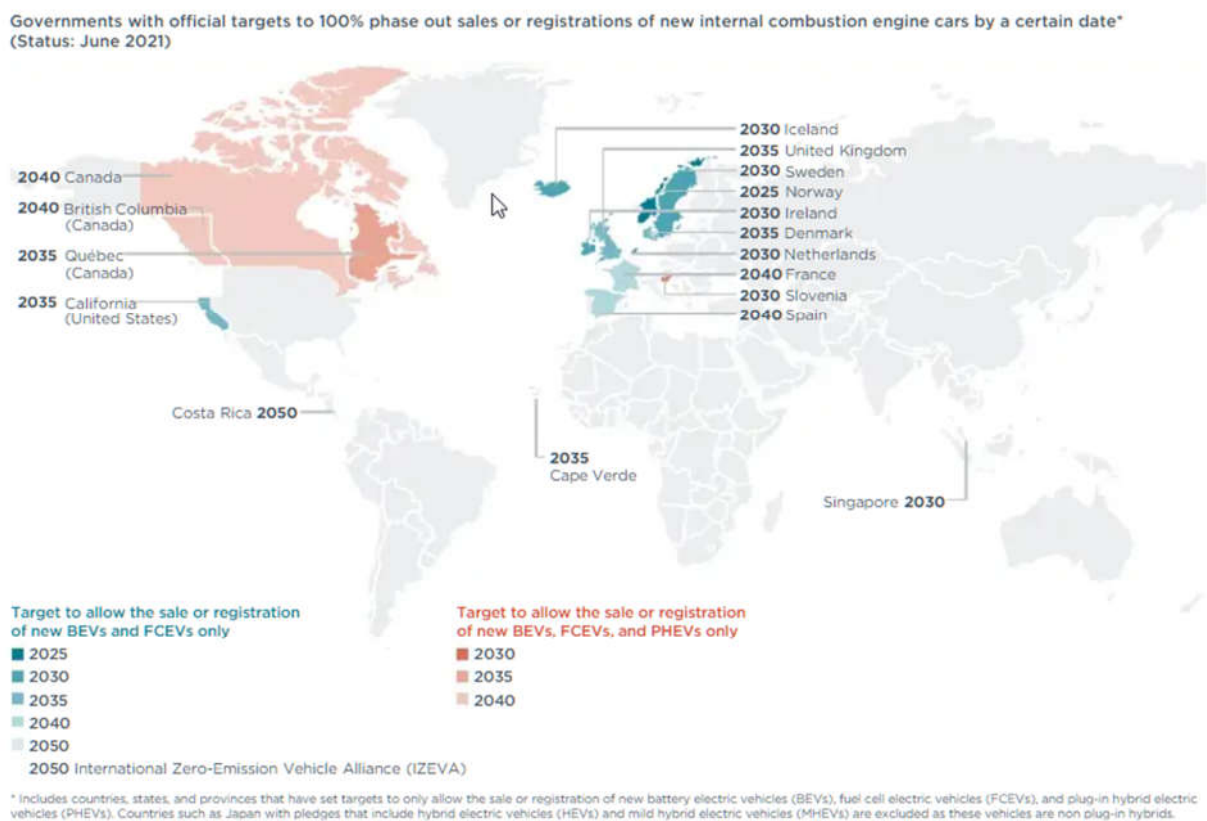 Governments with official targets to 100% phase out sales or registrations of new internal combustion engine cars by a certain date*
(Status: June 2021)
2040 Canada
2040 British Columbia
(Canada)
2035 Québec
(Canada)
2035 California
(United States)
Costa Rica 2050
2030 Iceland
2035 United Kingdom
2030 Sweden
2025 Norway
2030 Ireland
2035 Denmark
2030 Netherlands
2040 France
2030 Slovenia
2040 Spain
2035
Cape Verde
Singapore 2030
Target to allow the sale or registration
of new BEVs and FCEVs only
2025
2030
2035
2040
2050
2050 International Zero-Emission Vehicle Alliance (IZEVA)
Target to allow the sale or registration
of new BEVs, FCEVs, and PHEVs only
2030
2035
2040
* Includes countries, states, and provinces that have set targets to only allow the sale or registration of new battery electric vehicles (BEVs), fuel cell electric vehicles (FCEVs), and plug-in hybrid electric
vehicles (PHEVs). Countries such as Japan with pledges that include hybrid electric vehicles (HEVs) and mild hybrid electric vehicles (MHEVs) are excluded as these vehicles are non plug-in hybrids.